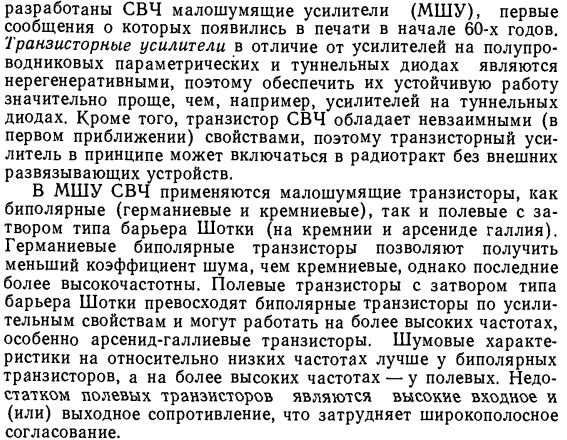 разработаны СВЧ малошумящие усилители (МШУ), первые
сообщения о которых появились в печати в начале 60-х годов.
Транзисторные усилители в отличие от усилителей на полупро-
водниковых параметрических и туннельных диодах являются
нерегенеративными, поэтому обеспечить их устойчивую работу
значительно проще, чем, например, усилителей на туннельных
диодах. Кроме того, транзистор СВЧ обладает невзаимными (в
первом приближении) свойствами, поэтому транзисторный уси-
литель в принципе может включаться в радиотракт без внешних
развязывающих устройств.
В МШУ СВЧ применяются малошумящие транзисторы, как
биполярные (германиевые и кремниевые), так и полевые с за-
твором типа барьера Шотки (на кремнии и арсениде галлия).
Германиевые биполярные транзисторы позволяют получить
меньший коэффициент шума, чем кремниевые, однако последние
более высокочастотны. Полевые транзисторы с затвором типа
барьера Шотки превосходят биполярные транзисторы по усили-
тельным свойствам и могут работать на более высоких частотах,
особенно арсенид-галлиевые транзисторы. Шумовые характе-
ристики на относительно низких частотах лучше у биполярных
транзисторов, а на более высоких частотах — у полевых. Недо-
статком полевых транзисторов являются высокие входное и
(или) выходное сопротивление, что затрудняет широкополосное
согласование.